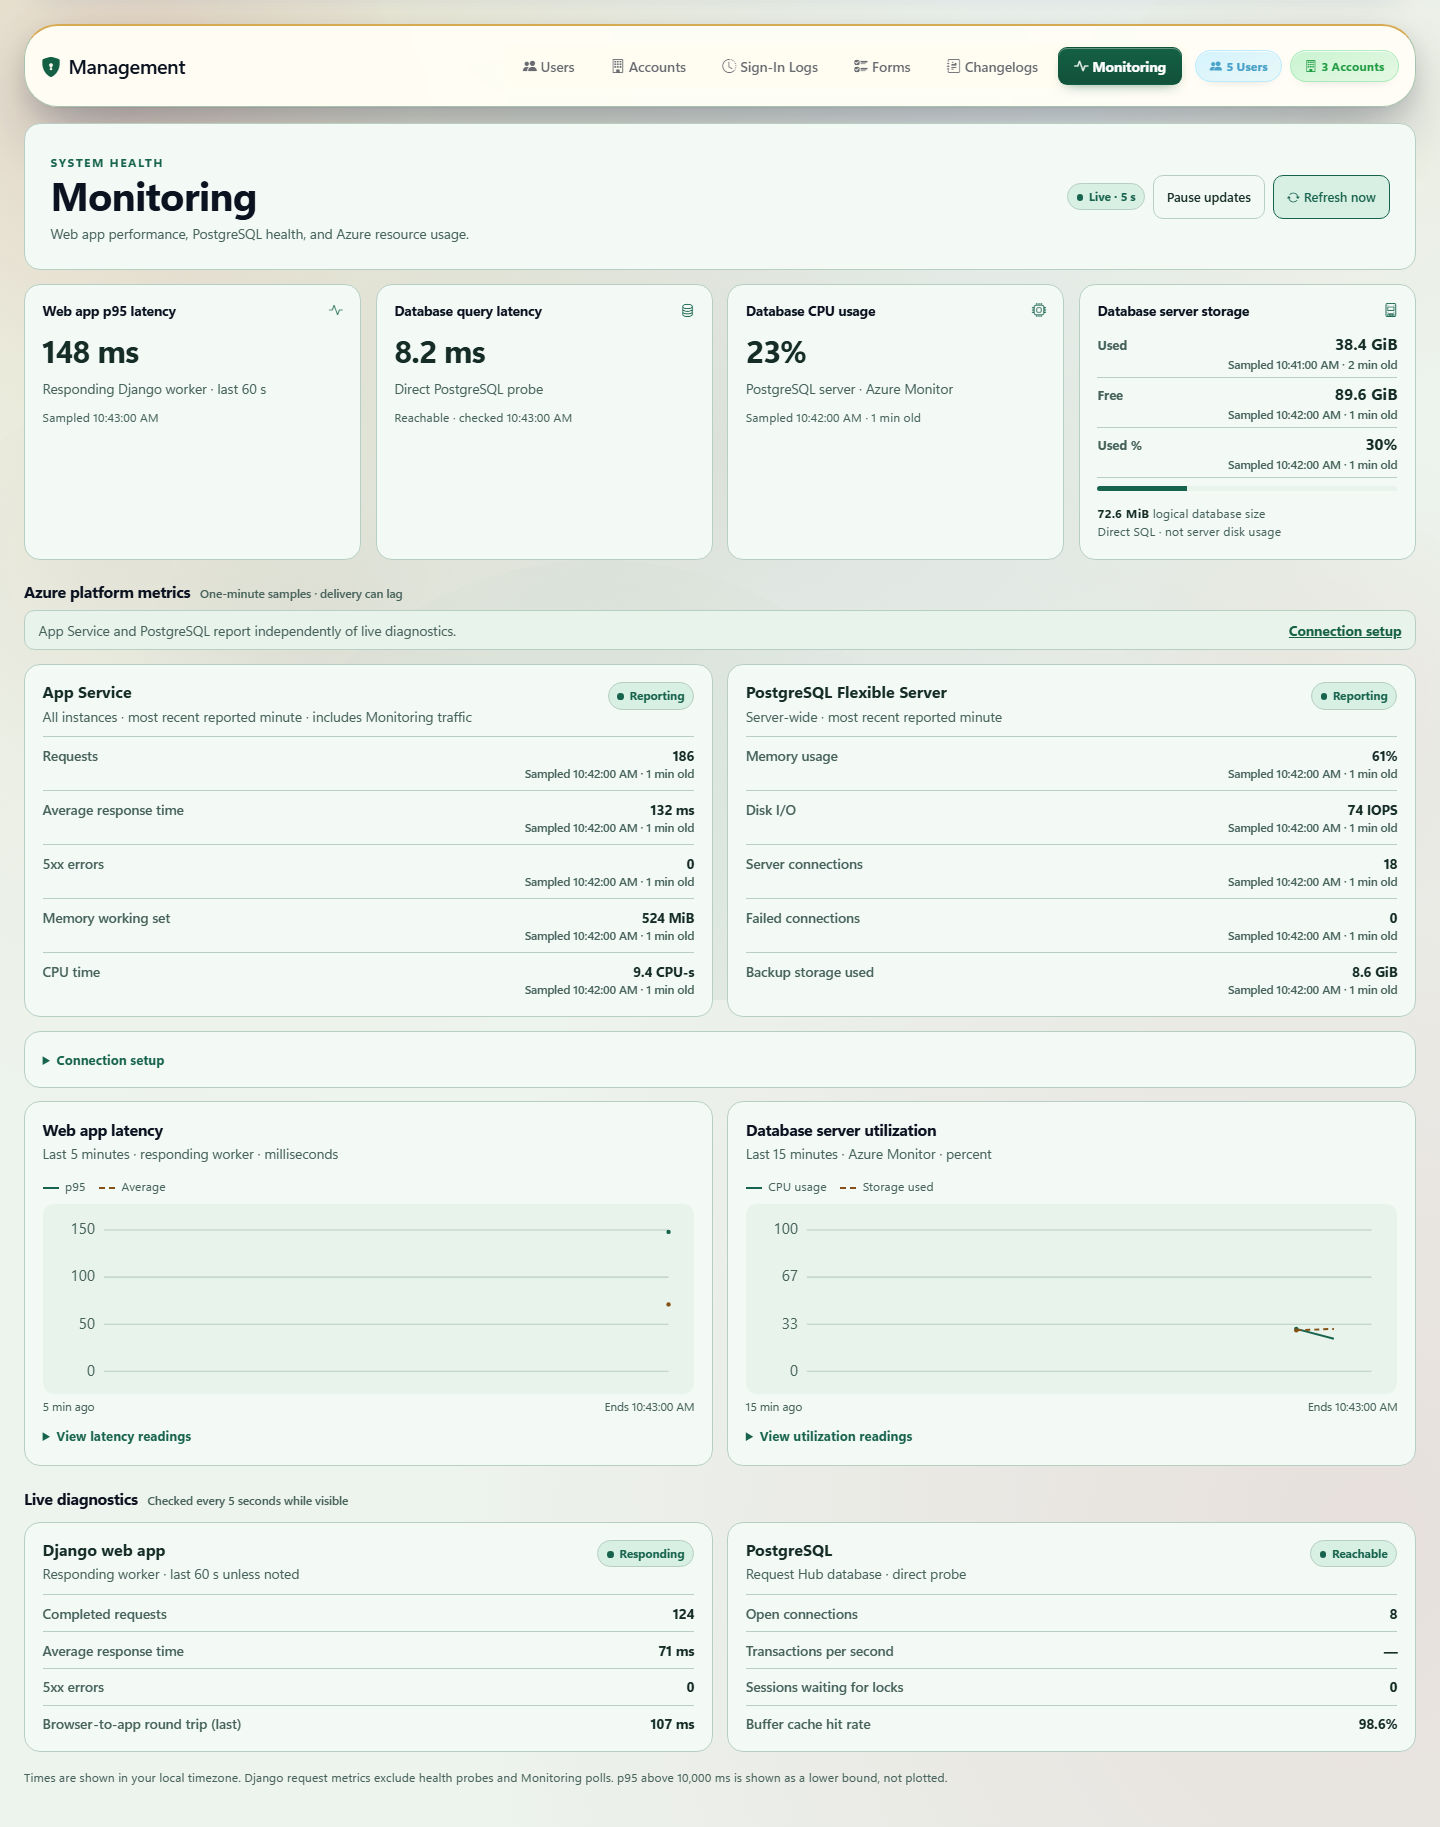 Management
Users
Accounts
Sign-In Logs
Forms
Changelogs
Monitoring
5 Users
3 Accounts
SYSTEM HEALTH
Monitoring
Web app performance, PostgreSQL health, and Azure resource usage.
Live · 5 s
Pause updates
Refresh now
Web app p95 latency
148 ms
Responding Django worker · last 60 s
Sampled 10:43:00 AM
Database query latency
8.2 ms
Direct PostgreSQL probe
Reachable · checked 10:43:00 AM
Database CPU usage
23%
PostgreSQL server · Azure Monitor
Sampled 10:42:00 AM · 1 min old
Database server storage
Used 38.4 GiB
Sampled 10:41:00 AM · 2 min old
Free 89.6 GiB
Sampled 10:42:00 AM · 1 min old
Used % 30%
Sampled 10:42:00 AM · 1 min old
72.6 MiB logical database size
Direct SQL · not server disk usage
Azure platform metrics One-minute samples · delivery can lag
App Service and PostgreSQL report independently of live diagnostics. Connection setup
App Service
Reporting
All instances · most recent reported minute · includes Monitoring traffic
Requests 186
Sampled 10:42:00 AM · 1 min old
Average response time 132 ms
Sampled 10:42:00 AM · 1 min old
5xx errors 0
Sampled 10:42:00 AM · 1 min old
Memory working set 524 MiB
Sampled 10:42:00 AM · 1 min old
CPU time 9.4 CPU-s
Sampled 10:42:00 AM · 1 min old
PostgreSQL Flexible Server
Reporting
Server-wide · most recent reported minute
Memory usage 61%
Sampled 10:42:00 AM · 1 min old
Disk I/O 74 IOPS
Sampled 10:42:00 AM · 1 min old
Server connections 18
Sampled 10:42:00 AM · 1 min old
Failed connections 0
Sampled 10:42:00 AM · 1 min old
Backup storage used 8.6 GiB
Sampled 10:42:00 AM · 1 min old
Connection setup
Web app latency
Last 5 minutes · responding worker · milliseconds
p95 Average
150
100
50
0
5 min ago Ends 10:43:00 AM
View latency readings
Database server utilization
Last 15 minutes · Azure Monitor · percent
CPU usage Storage used
100
67
33
0
15 min ago Ends 10:43:00 AM
View utilization readings
Live diagnostics Checked every 5 seconds while visible
Django web app
Responding
Responding worker · last 60 s unless noted
Completed requests 124
Average response time 71 ms
5xx errors 0
Browser-to-app round trip (last) 107 ms
PostgreSQL
Reachable
Request Hub database · direct probe
Open connections 8
Transactions per second —
Sessions waiting for locks 0
Buffer cache hit rate 98.6%
Times are shown in your local timezone. Django request metrics exclude health probes and Monitoring polls. p95 above 10,000 ms is shown as a lower bound, not plotted.